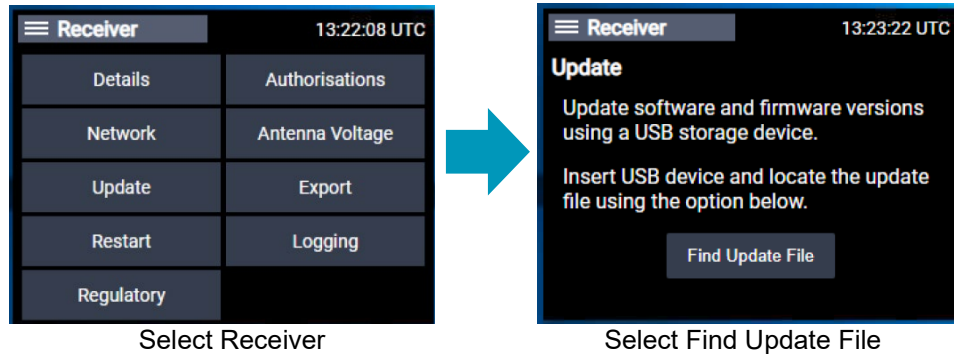 Receiver
13:22:08 UTC
Details
Authorisations
Network
Antenna Voltage
Update
Export
Restart
Logging
Regulatory
Select Receiver
Receiver
13:23:22 UTC
Update
Update software and firmware versions
using a USB storage device.
Insert USB device and locate the update
file using the option below.
Find Update File
Select Find Update File